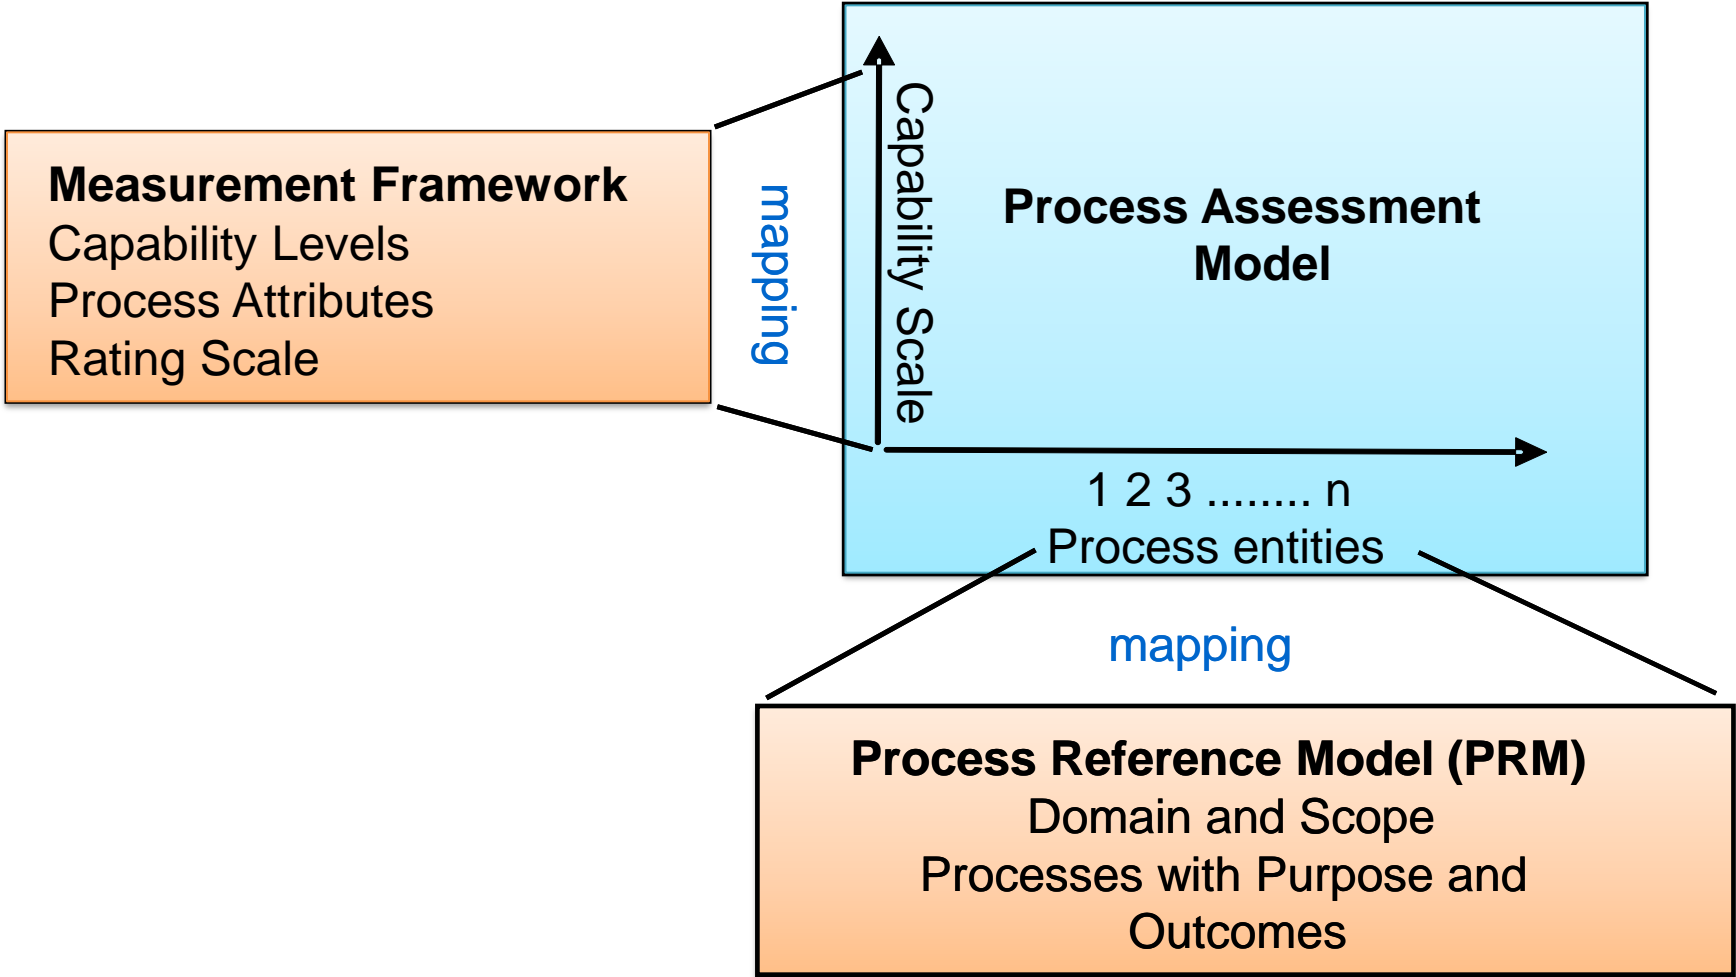 Measurement Framework
Capability Levels
Process Attributes
Rating Scale
mapping
Capability Scale
Process Assessment
Model
1 2 3 ........ n
Process entities
mapping
Process Reference Model (PRM)
Domain and Scope
Processes with Purpose and
Outcomes